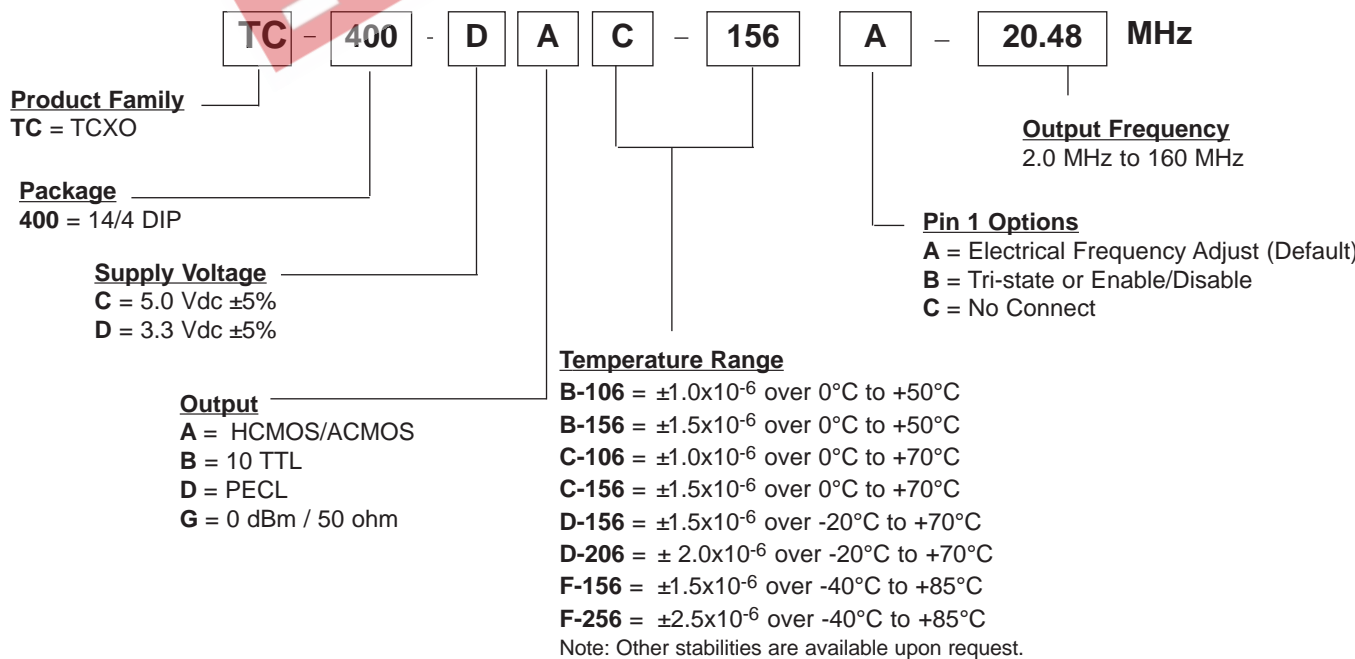 TC – 400 - D A C – 156 A – 20.48 MHz
Product Family
TC = TCXO
Package
400 = 14/4 DIP
Supply Voltage
C = 5.0 Vdc ±5%
D = 3.3 Vdc ±5%
Output
A = HCMOS/ACMOS
B = 10 TTL
D = PECL
G = 0 dBm / 50 ohm
Temperature Range
B-106 = ±1.0x10-6 over 0°C to +50°C
B-156 = ±1.5x10-6 over 0°C to +50°C
C-106 = ±1.0x10-6 over 0°C to +70°C
C-156 = ±1.5x10-6 over 0°C to +70°C
D-156 = ±1.5x10-6 over -20°C to +70°C
D-206 = ± 2.0x10-6 over -20°C to +70°C
F-156 = ±1.5x10-6 over -40°C to +85°C
F-256 = ±2.5x10-6 over -40°C to +85°C
Note: Other stabilities are available upon request.
Pin 1 Options
A = Electrical Frequency Adjust (Default)
B = Tri-state or Enable/Disable
C = No Connect
Output Frequency
2.0 MHz to 160 MHz